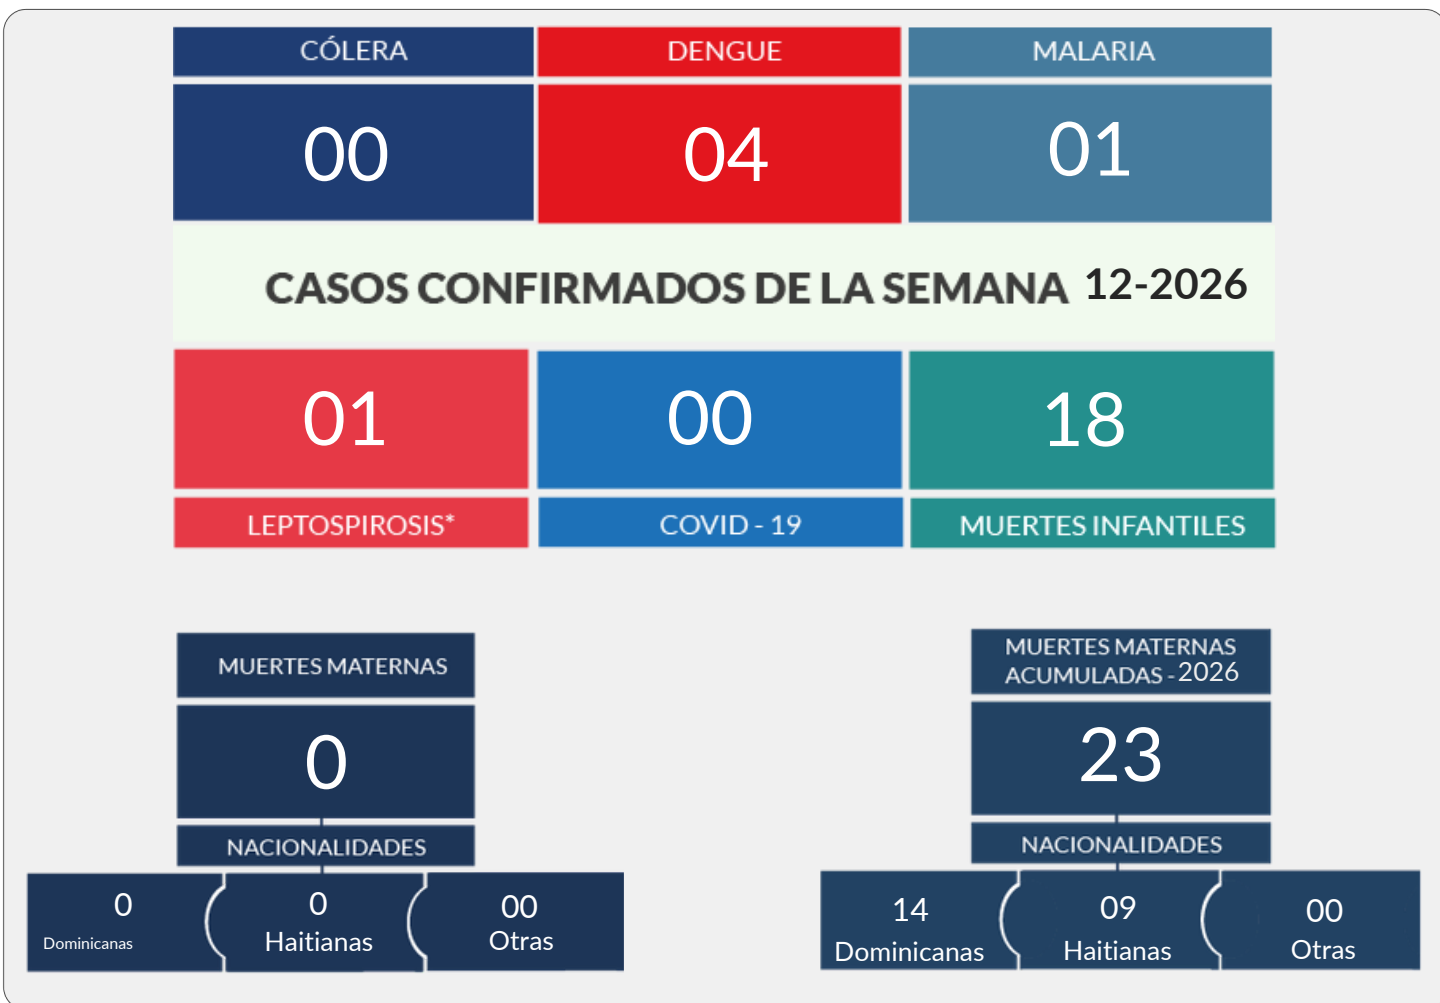 CÓLERA
DENGUE
MALARIA
00
04
01
CASOS CONFIRMADOS DE LA SEMANA 12-2026
01
00
18
LEPTOSPIROSIS*
COVID - 19
MUERTES INFANTILES
MUERTES MATERNAS
0
NACIONALIDADES
0
Dominicanas
0
Haitianas
00
Otras
MUERTES MATERNAS
ACUMULADAS - 2026
23
NACIONALIDADES
14
Dominicanas
09
Haitianas
00
Otras